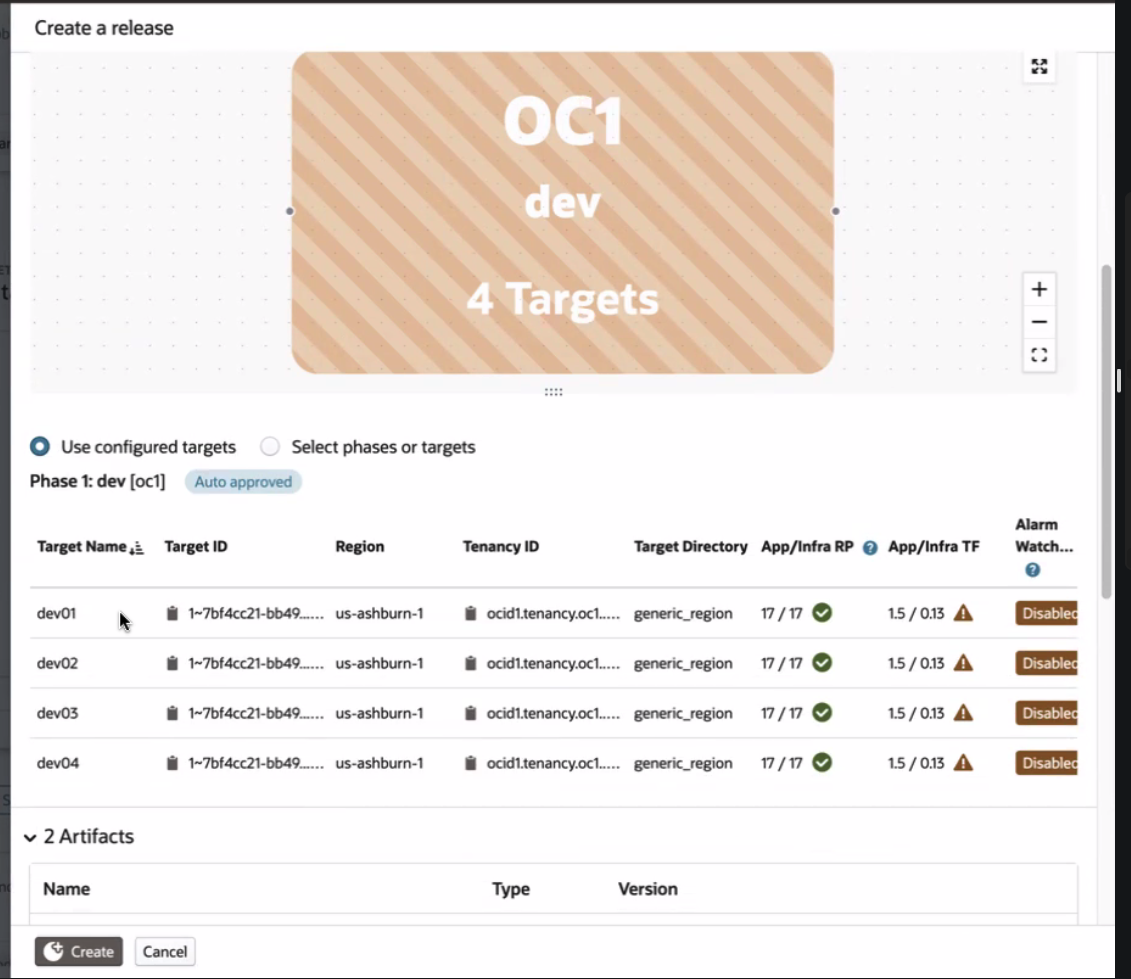 Create a release
OC1
dev
4 Targets
Use configured targets Select phases or targets
Phase 1: dev [oc1] Auto approved
Target Name Target ID Region Tenancy ID Target Directory App/Infra RP App/Infra TF Alarm Watch...
dev01 1~7bf4cc21-bb49...... us-ashburn-1 ocid1.tenancy.oc1..... generic_region 17 / 17 1.5 / 0.13 Disabled
dev02 1~7bf4cc21-bb49...... us-ashburn-1 ocid1.tenancy.oc1..... generic_region 17 / 17 1.5 / 0.13 Disabled
dev03 1~7bf4cc21-bb49...... us-ashburn-1 ocid1.tenancy.oc1..... generic_region 17 / 17 1.5 / 0.13 Disabled
dev04 1~7bf4cc21-bb49...... us-ashburn-1 ocid1.tenancy.oc1..... generic_region 17 / 17 1.5 / 0.13 Disabled
2 Artifacts
Name Type Version
Create Cancel